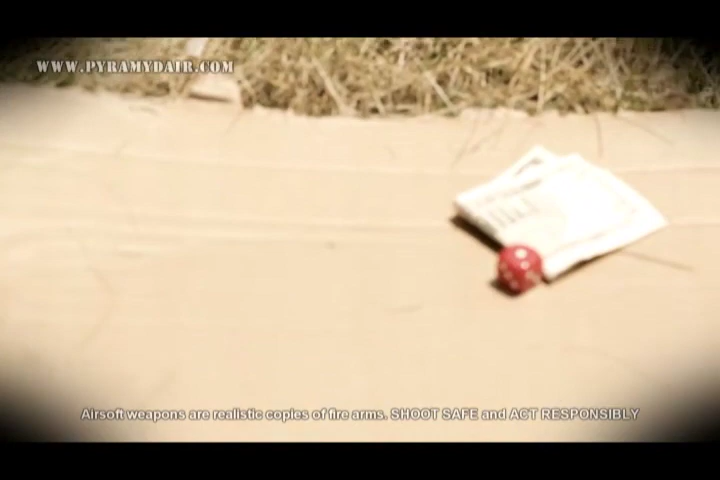 WWW.PYRAMYDAIR.COM
Airsoft weapons are realistic copies of fire arms. SHOOT SAFE and ACT RESPONSIBLY